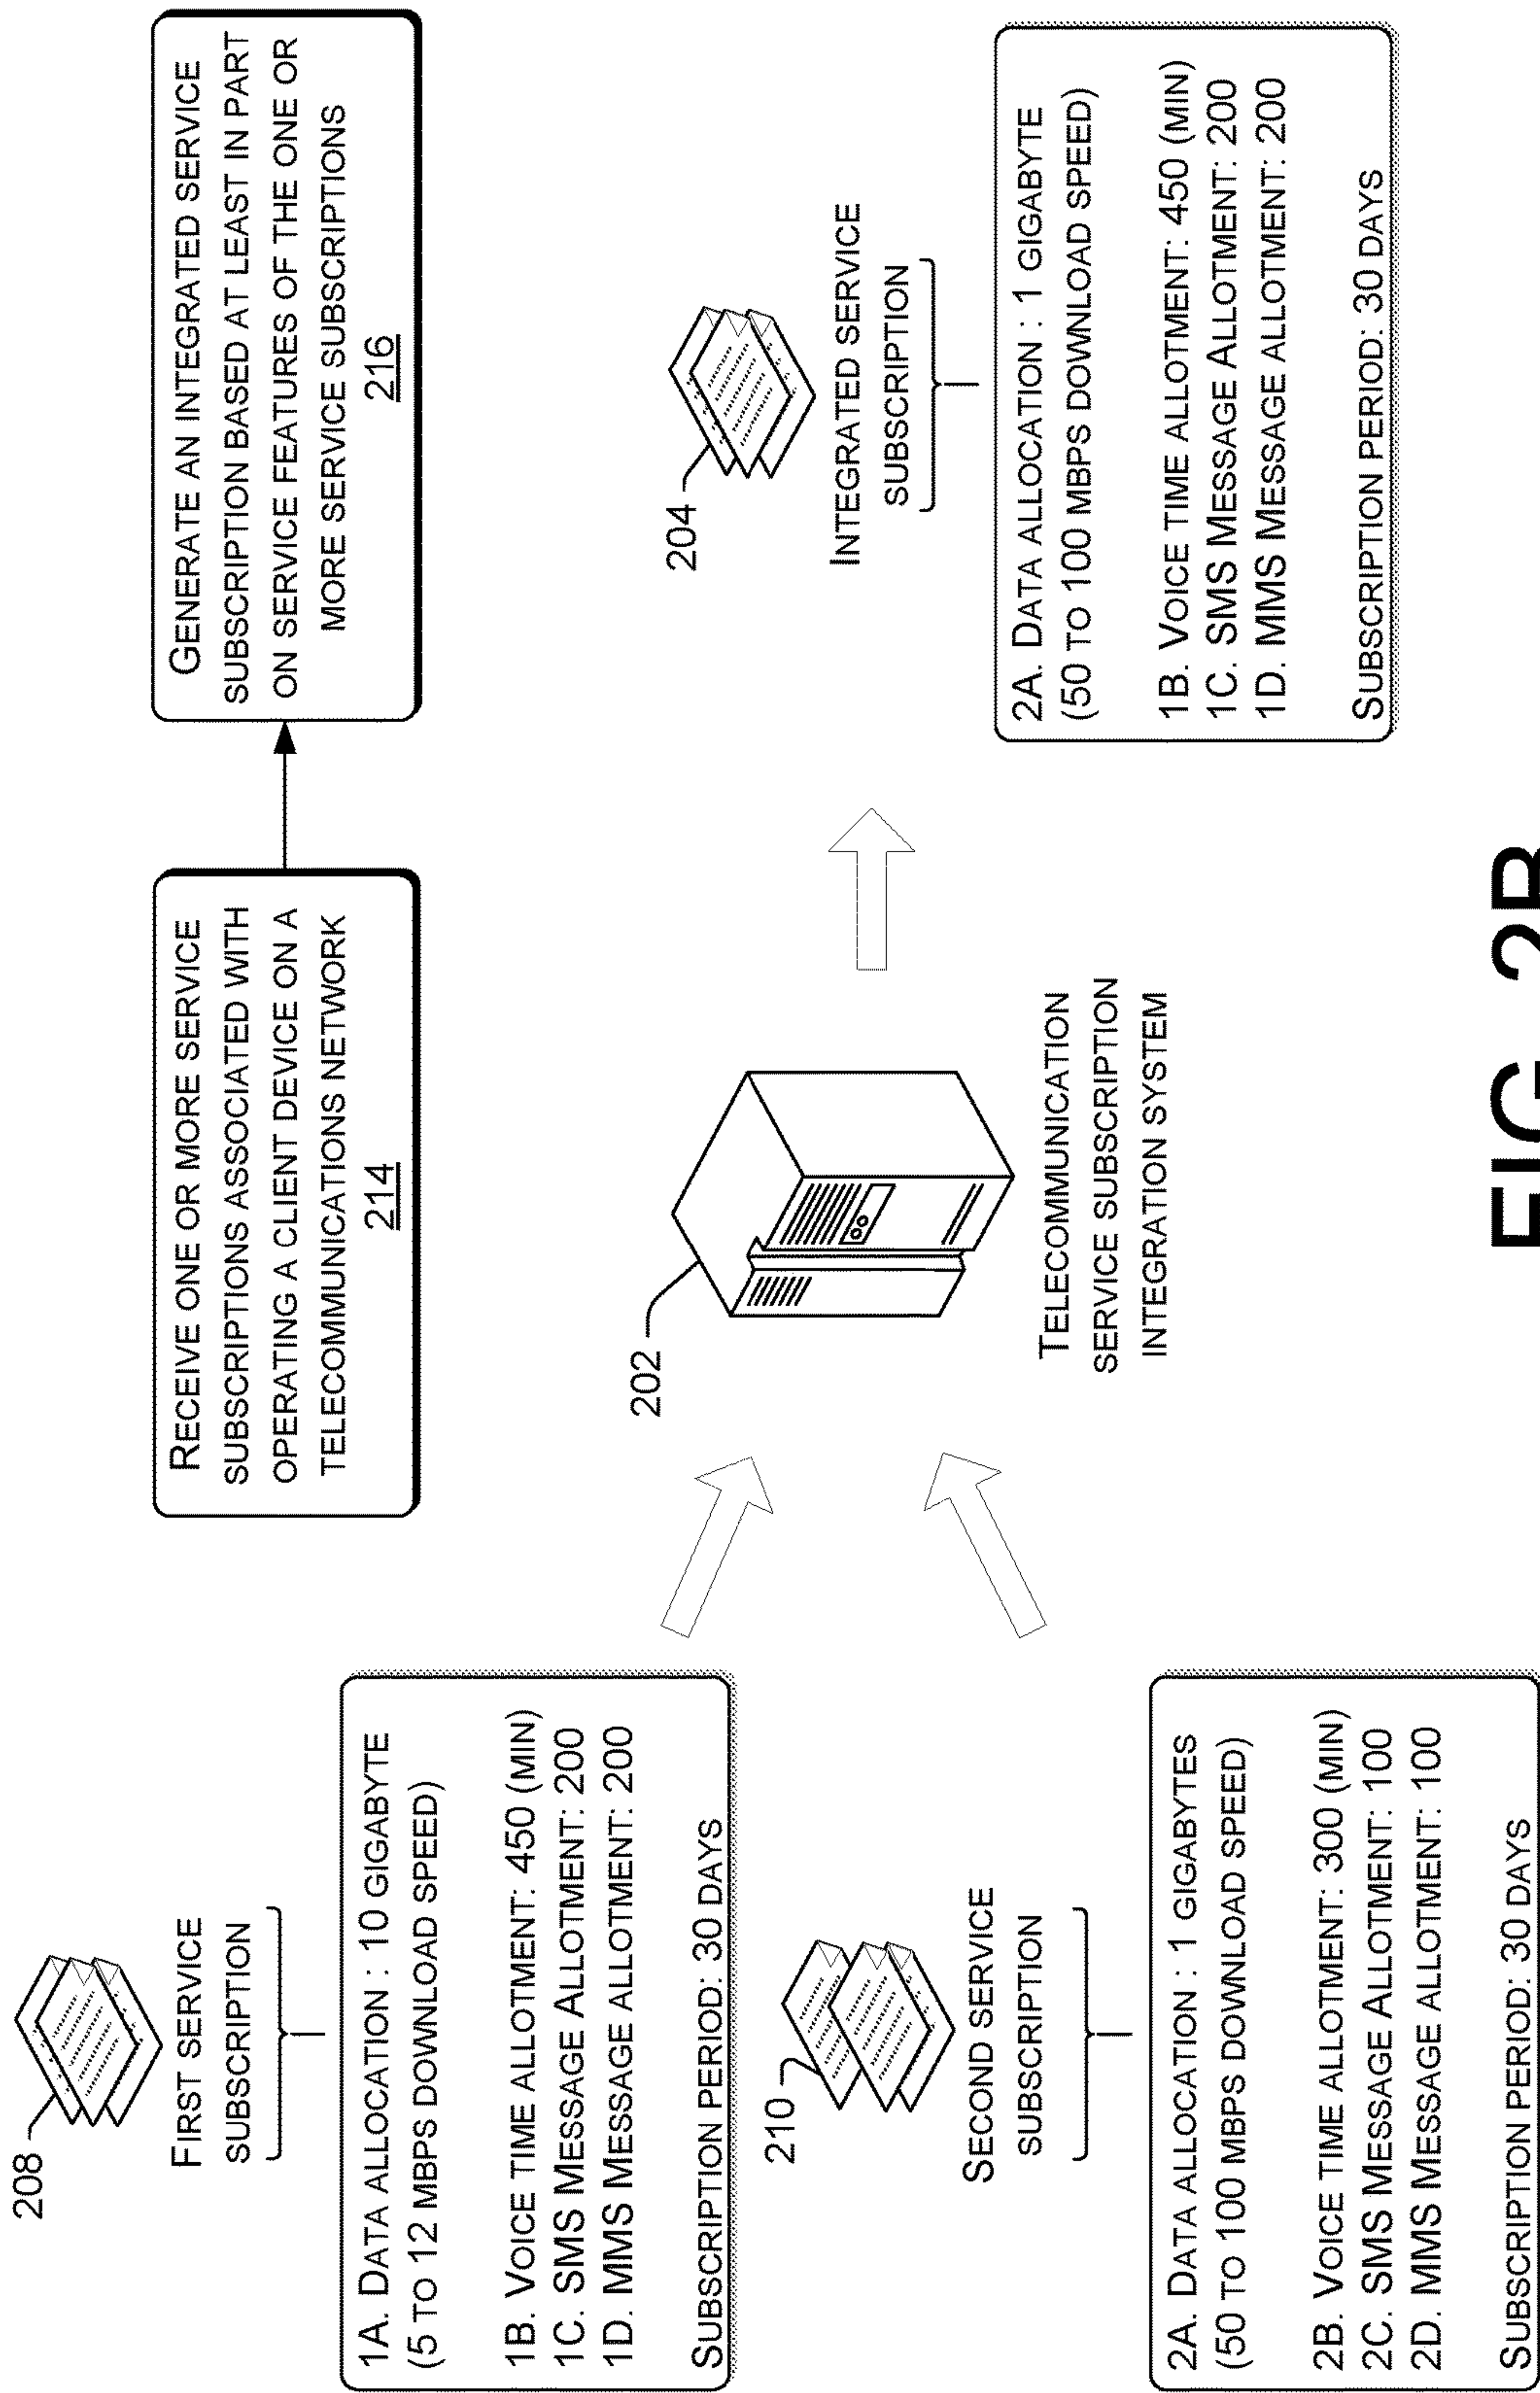 RECEIVE ONE OR MORE SERVICE
SUBSCRIPTIONS ASSOCIATED WITH
OPERATING A CLIENT DEVICE ON A
TELECOMMUNICATIONS NETWORK
214
GENERATE AN INTEGRATED SERVICE
SUBSCRIPTION BASED AT LEAST IN PART
ON SERVICE FEATURES OF THE ONE OR
MORE SERVICE SUBSCRIPTIONS
216
208
FIRST SERVICE
SUBSCRIPTION
1A. DATA ALLOCATION : 10 GIGABYTE
(5 TO 12 MBPS DOWNLOAD SPEED)
1B. VOICE TIME ALLOTMENT: 450 (MIN)
1C. SMS MESSAGE ALLOTMENT: 200
1D. MMS MESSAGE ALLOTMENT: 200
SUBSCRIPTION PERIOD: 30 DAYS
210
SECOND SERVICE
SUBSCRIPTION
2A. DATA ALLOCATION : 1 GIGABYTES
(50 TO 100 MBPS DOWNLOAD SPEED)
2B. VOICE TIME ALLOTMENT: 300 (MIN)
2C. SMS MESSAGE ALLOTMENT: 100
2D. MMS MESSAGE ALLOTMENT: 100
SUBSCRIPTION PERIOD: 30 DAYS
202
TELECOMMUNICATION
SERVICE SUBSCRIPTION
INTEGRATION SYSTEM
204
INTEGRATED SERVICE
SUBSCRIPTION
2A. DATA ALLOCATION : 1 GIGABYTE
(50 TO 100 MBPS DOWNLOAD SPEED)
1B. VOICE TIME ALLOTMENT: 450 (MIN)
1C. SMS MESSAGE ALLOTMENT: 200
1D. MMS MESSAGE ALLOTMENT: 200
SUBSCRIPTION PERIOD: 30 DAYS
FIG. 2B